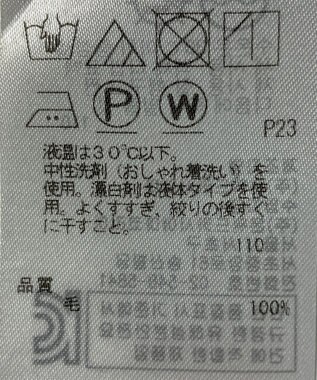 P
W
P23
液温は30℃以下。
中性洗剤(おしゃれ着洗い)を
使用。漂白剤は液体タイプを使
用。よくすすぎ、絞りの後すぐ
に干すこと。
110
品質
毛 100%